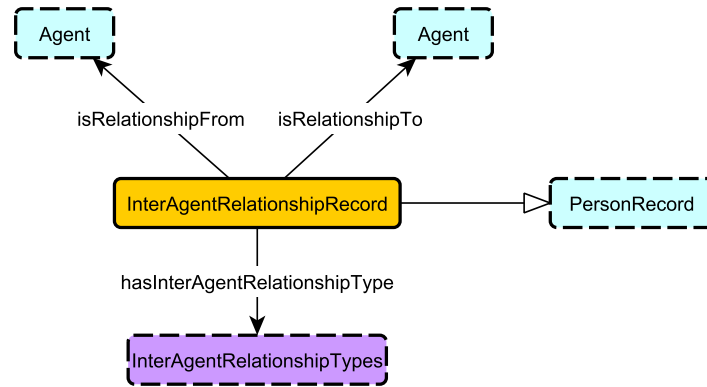 Agent
Agent
isRelationshipFrom
isRelationshipTo
InterAgentRelationshipRecord
PersonRecord
hasInterAgentRelationshipType
InterAgentRelationshipTypes